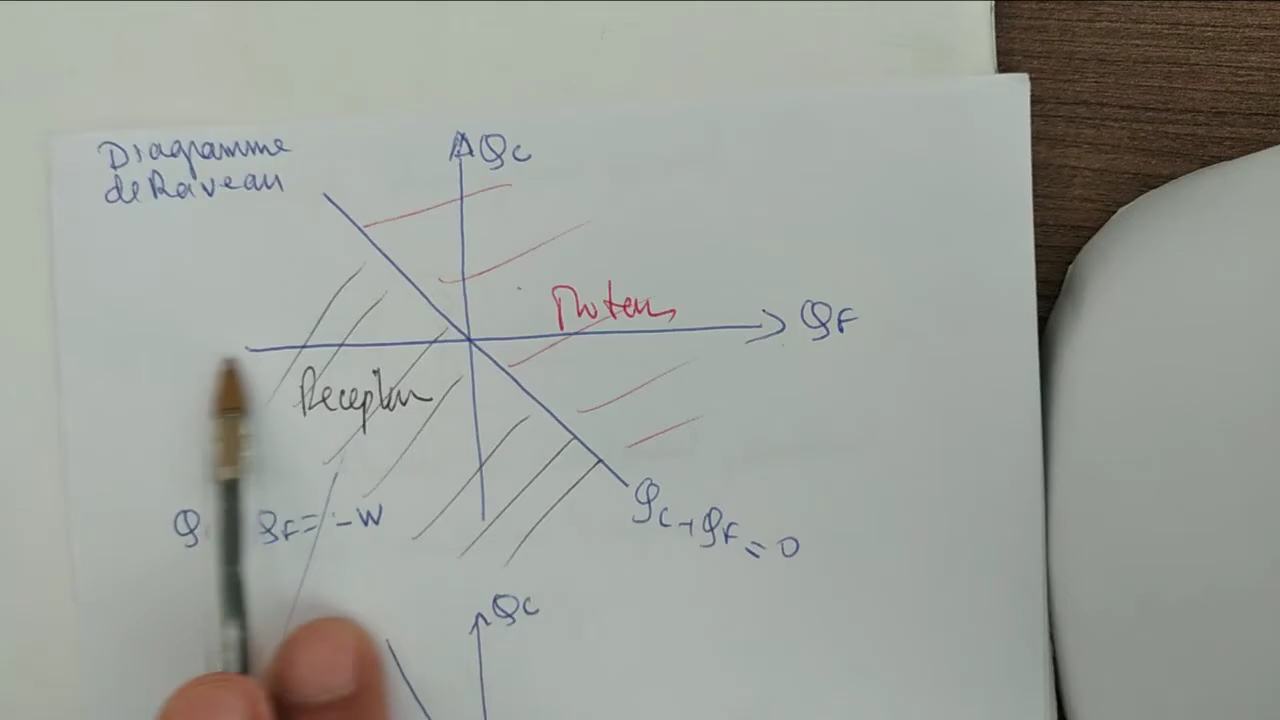 Diagramme
de Raveau
Qc
Moteur
QF
Recepteur
Q QF = -W
Qc + QF = 0
Qc